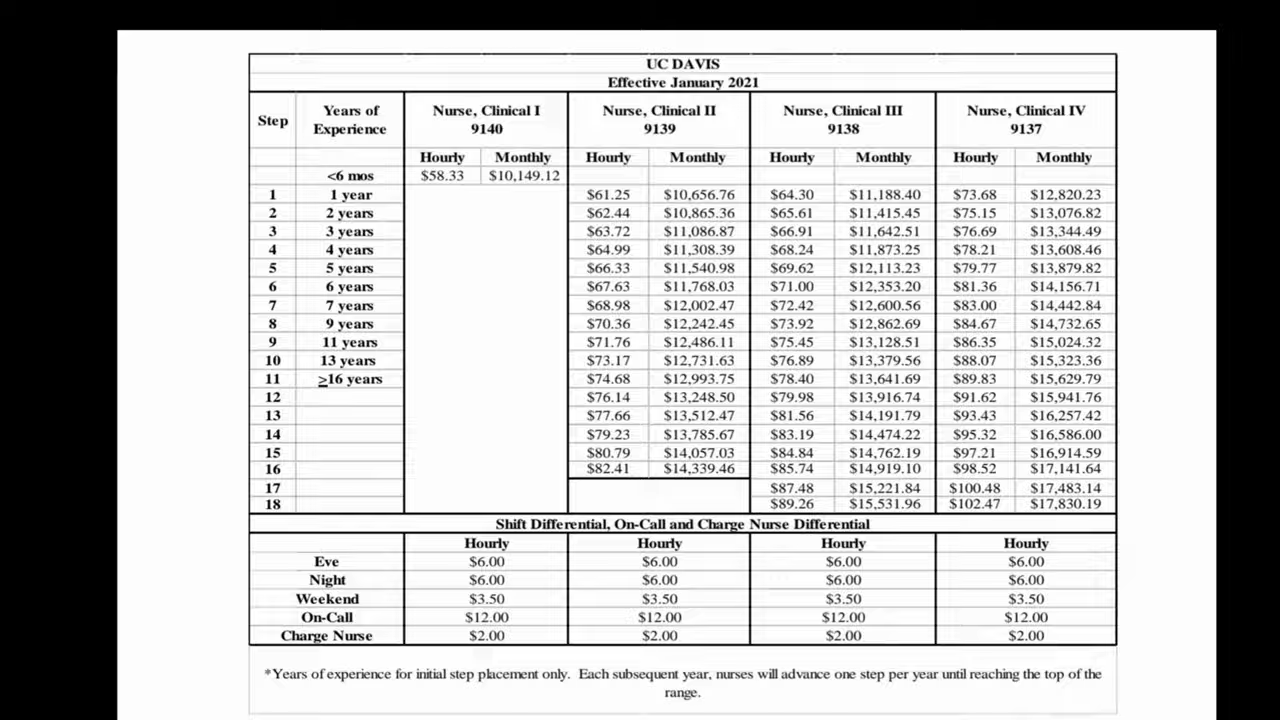 UC DAVIS
Effective January 2021
Step Years of Experience Nurse, Clinical I 9140 Nurse, Clinical II 9139 Nurse, Clinical III 9138 Nurse, Clinical IV 9137
Hourly Monthly Hourly Monthly Hourly Monthly Hourly Monthly
<6 mos $58.33 $10,149.12
1 1 year $61.25 $10,656.76 $64.30 $11,188.40 $73.68 $12,820.23
2 2 years $62.44 $10,865.36 $65.61 $11,415.45 $75.15 $13,076.82
3 3 years $63.72 $11,086.87 $66.91 $11,642.51 $76.69 $13,344.49
4 4 years $64.99 $11,308.39 $68.24 $11,873.25 $78.21 $13,608.46
5 5 years $66.33 $11,540.98 $69.62 $12,113.23 $79.77 $13,879.82
6 6 years $67.63 $11,768.03 $71.00 $12,353.20 $81.36 $14,156.71
7 7 years $68.98 $12,002.47 $72.42 $12,600.56 $83.00 $14,442.84
8 9 years $70.36 $12,242.45 $73.92 $12,862.69 $84.67 $14,732.65
9 11 years $71.76 $12,486.11 $75.45 $13,128.51 $86.35 $15,024.32
10 13 years $73.17 $12,731.63 $76.89 $13,379.56 $88.07 $15,323.36
11 ≥16 years $74.68 $12,993.75 $78.40 $13,641.69 $89.83 $15,629.79
12 $76.14 $13,248.50 $79.98 $13,916.74 $91.62 $15,941.76
13 $77.66 $13,512.47 $81.56 $14,191.79 $93.43 $16,257.42
14 $79.23 $13,785.67 $83.19 $14,474.22 $95.32 $16,586.00
15 $80.79 $14,057.03 $84.84 $14,762.19 $97.21 $16,914.59
16 $82.41 $14,339.46 $85.74 $14,919.10 $98.52 $17,141.64
17 $87.48 $15,221.84 $100.48 $17,483.14
18 $89.26 $15,531.96 $102.47 $17,830.19
Shift Differential, On-Call and Charge Nurse Differential
Hourly Hourly Hourly Hourly
Eve $6.00 $6.00 $6.00 $6.00
Night $6.00 $6.00 $6.00 $6.00
Weekend $3.50 $3.50 $3.50 $3.50
On-Call $12.00 $12.00 $12.00 $12.00
Charge Nurse $2.00 $2.00 $2.00 $2.00
*Years of experience for initial step placement only. Each subsequent year, nurses will advance one step per year until reaching the top of the
range.